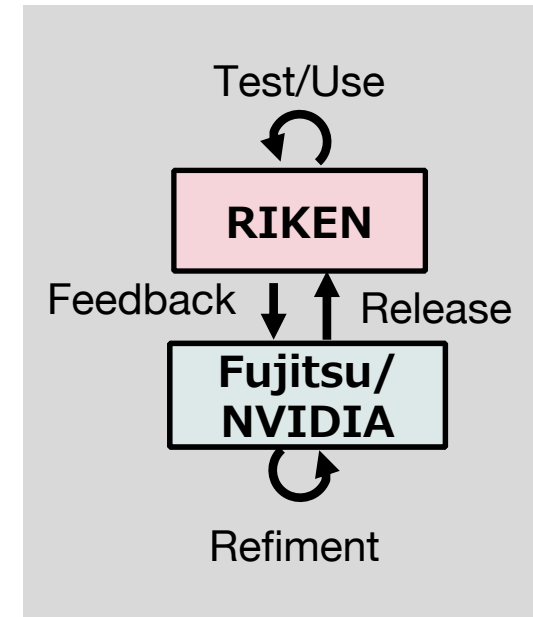 Test/Use
RIKEN
Feedback
Release
Fujitsu/
NVIDIA
Refiment